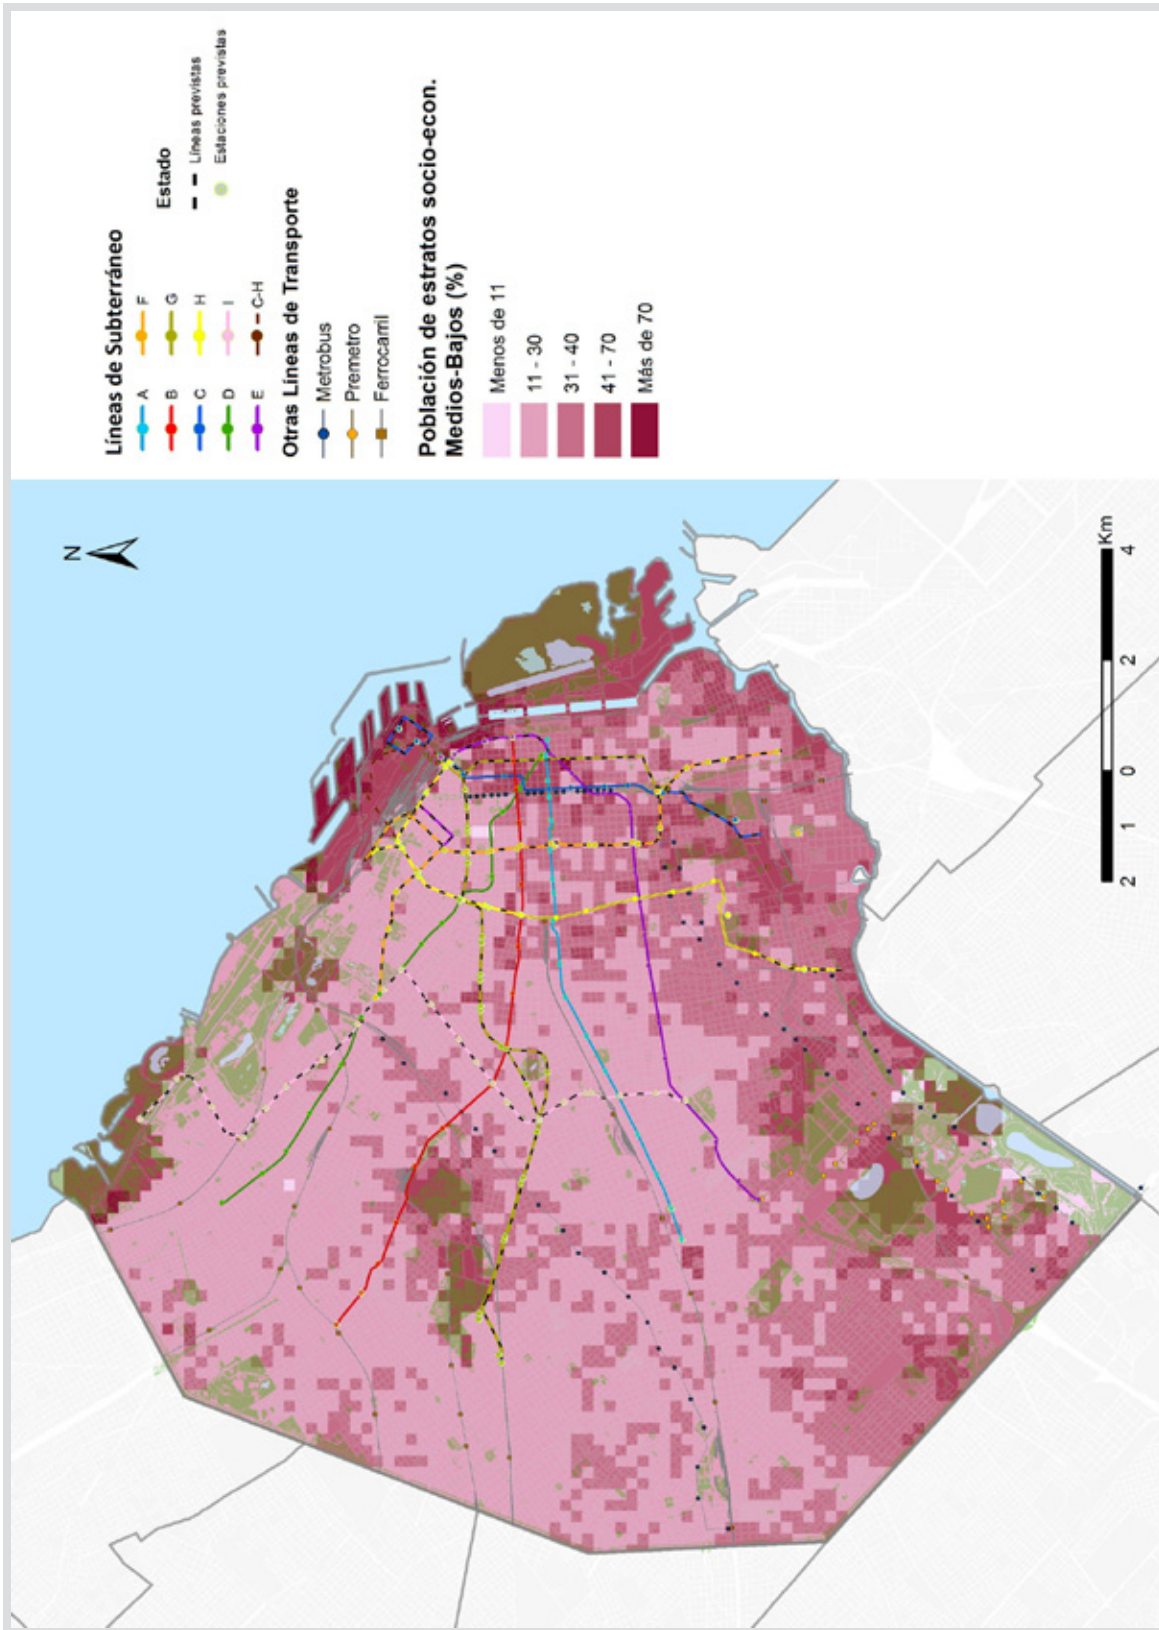 Líneas de Subterráneo
A
B
C
D
E
F
G
H
I
C-H
Estado
Líneas previstas
Estaciones previstas
Otras Líneas de Transporte
Metrobus
Premetro
Ferrocarril
Población de estratos socio-econ.
Medios-Bajos (%)
Menos de 11
11 - 30
31 - 40
41 - 70
Más de 70
N
2 1 0 2 4
Km